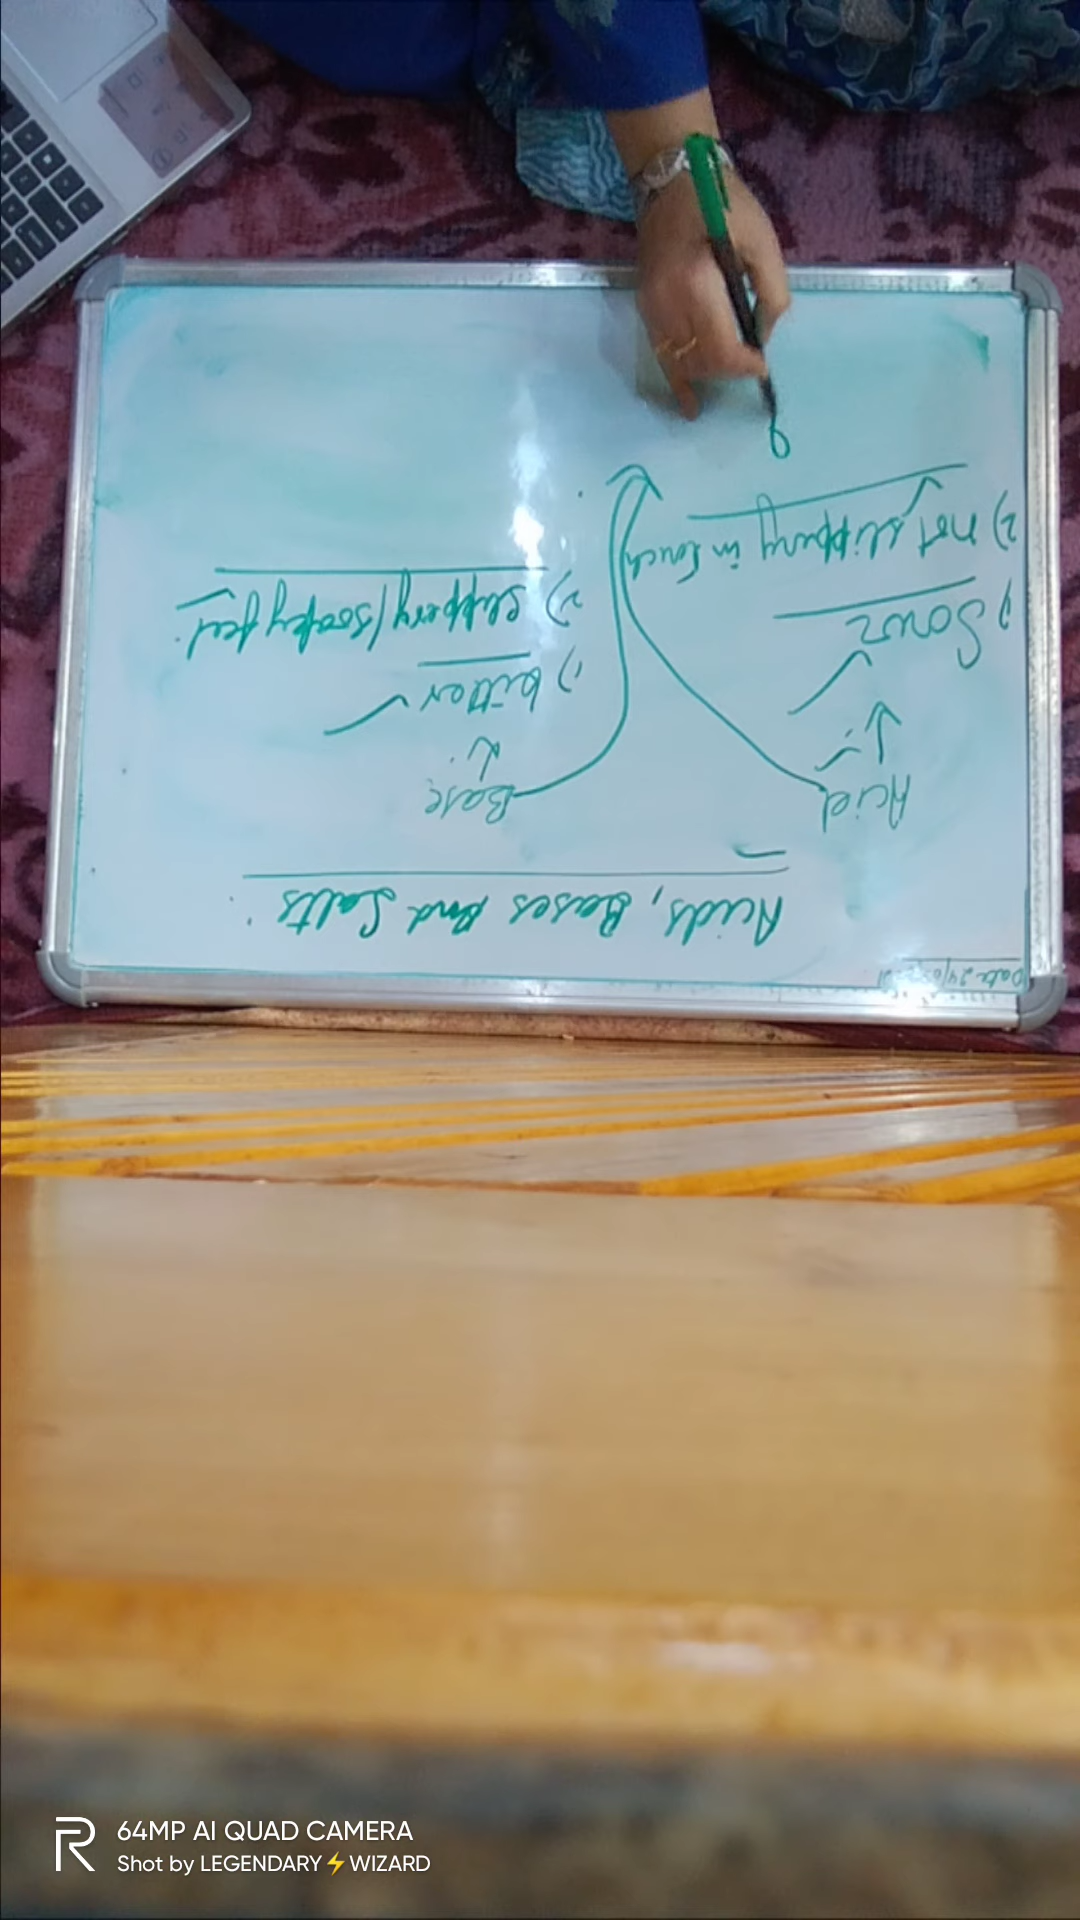 Acids, Bases And Salts
Acid
1) Sour
2) not slippery in touch
Base
1) bitter
2) slippery/soapy feel
64MP AI QUAD CAMERA
Shot by LEGENDARY⚡WIZARD